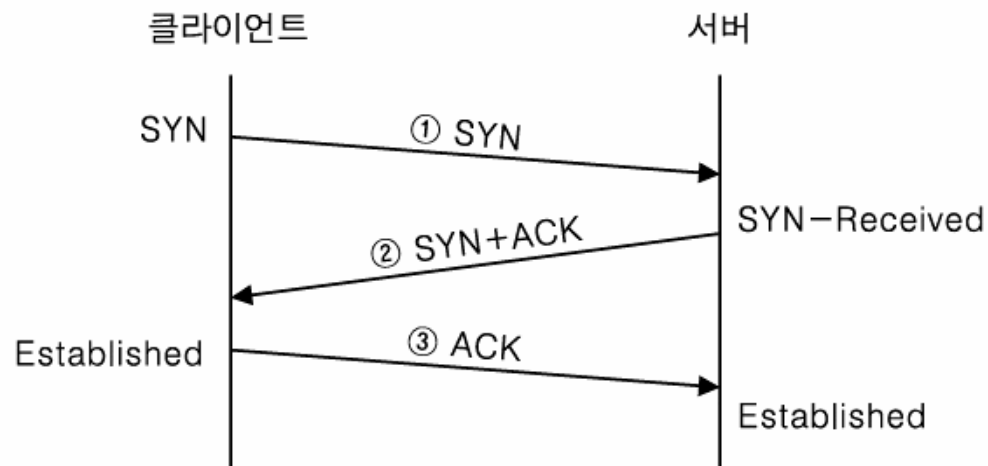 클라이언트
서버
SYN
① SYN
SYN-Received
② SYN+ACK
Established
③ ACK
Established